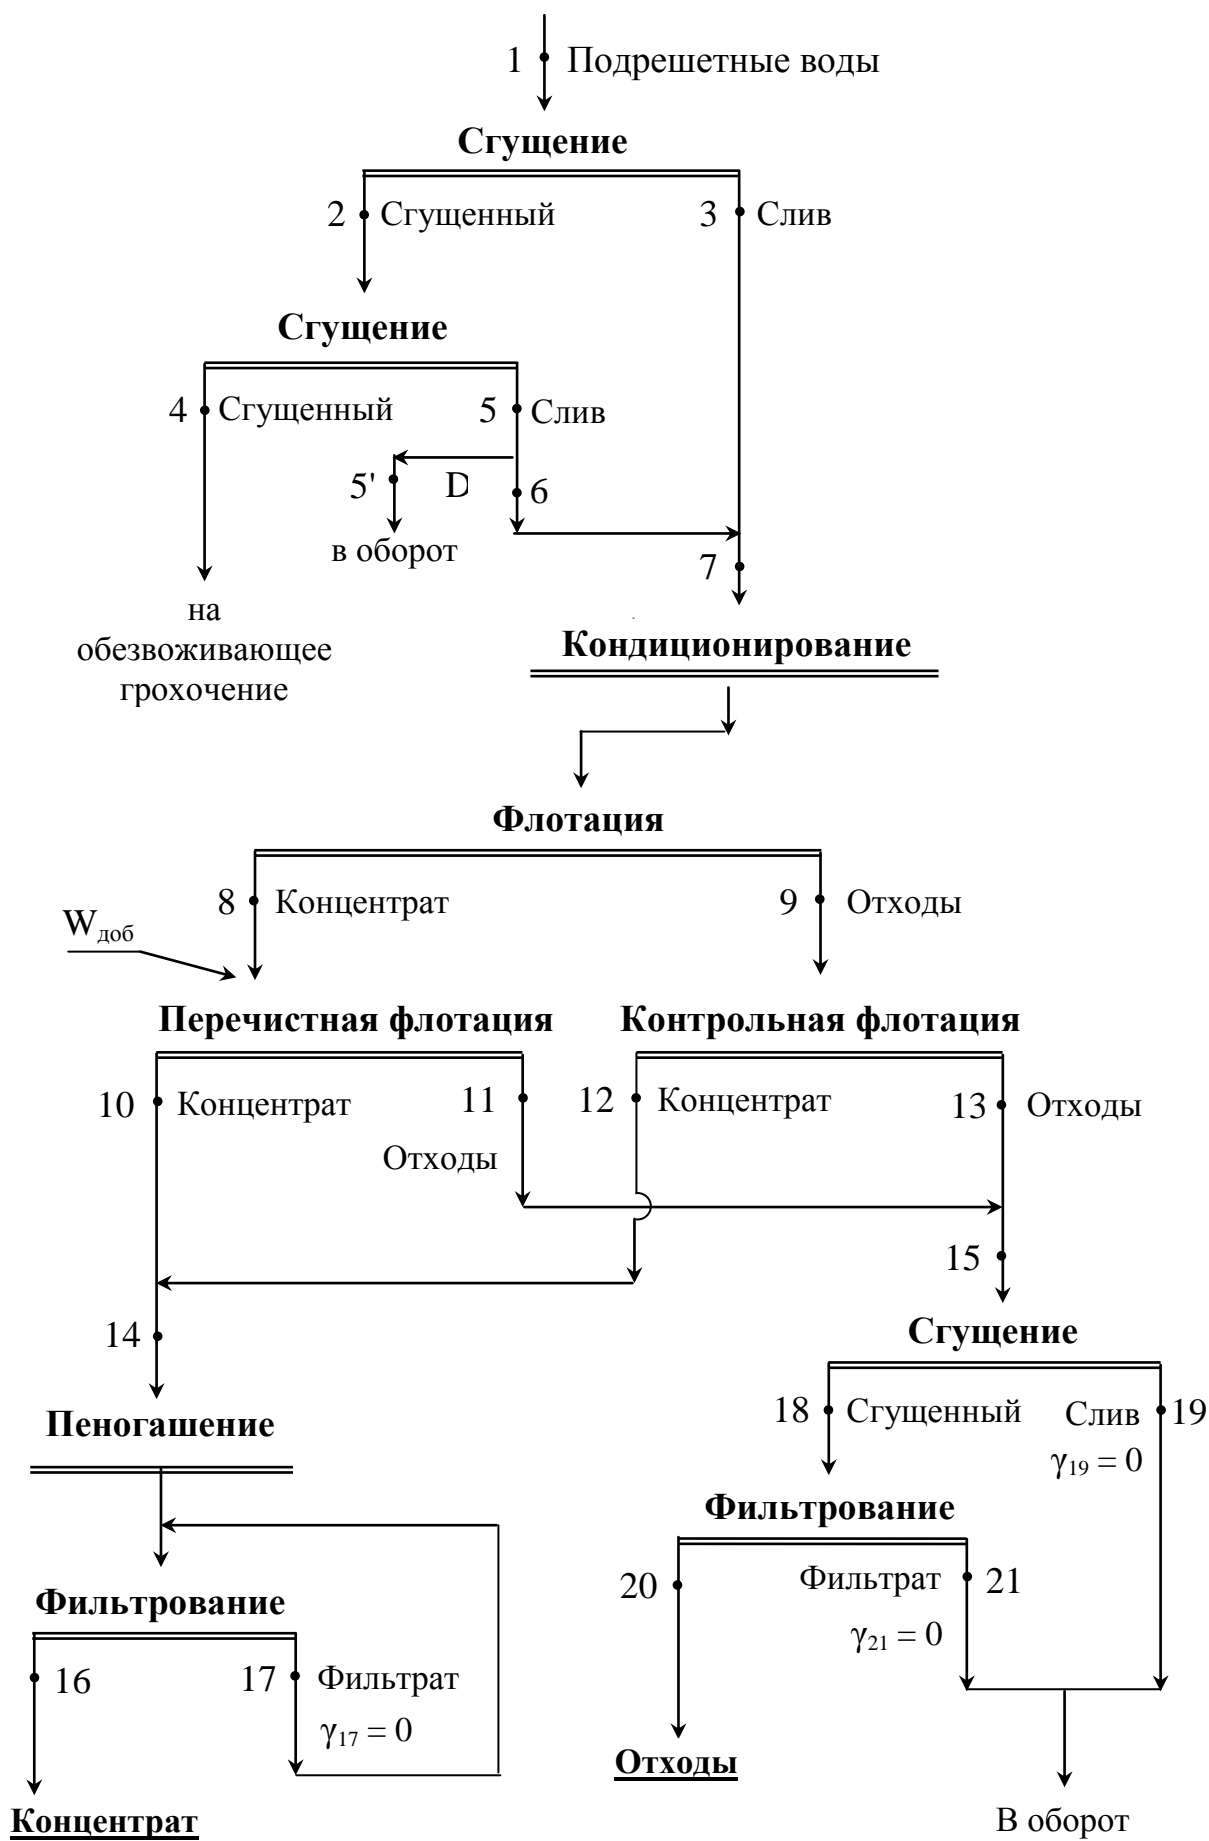 1 Подрешетные воды
Сгущение
2 Сгущенный 3 Слив
Сгущение
4 Сгущенный 5 Слив
5' D 6
в оборот
7
на
обезвоживающее
грохочение
Кондиционирование
Флотация
8 Концентрат 9 Отходы
Wдоб
Перечистная флотация Контрольная флотация
10 Концентрат 11 12 Концентрат 13 Отходы
Отходы
15
14
Сгущение
18 Сгущенный Слив 19
γ19 = 0
Пеногашение
Фильтрование
20 Фильтрат 21
γ21 = 0
Фильтрование
16 17 Фильтрат
γ17 = 0
Отходы
Концентрат
В оборот